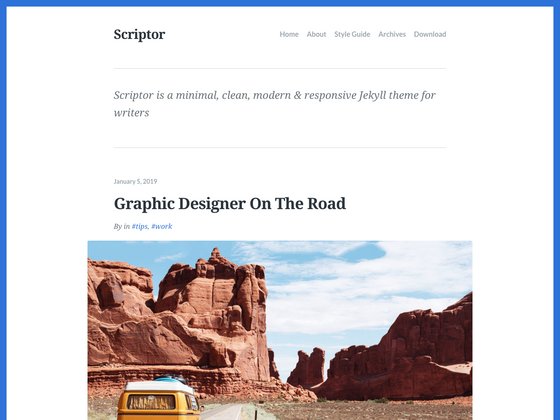 Scriptor
Home About Style Guide Archives Download
Scriptor is a minimal, clean, modern & responsive Jekyll theme for
writers
January 5, 2019
Graphic Designer On The Road
By in #tips, #work